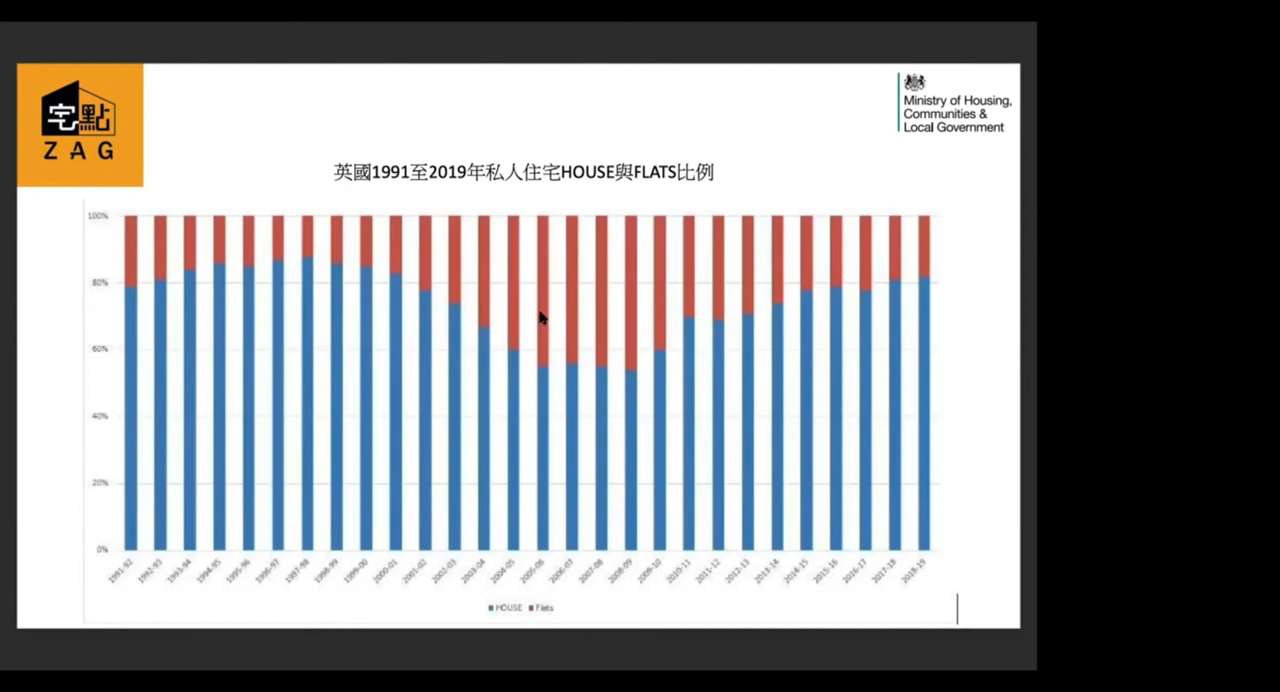 宅點
ZAG
Ministry of Housing,
Communities &
Local Government
英國1991至2019年私人住宅HOUSE與FLATS比例
100%
80%
60%
40%
20%
0%
1991-92 1992-93 1993-94 1994-95 1995-96 1996-97 1997-98 1998-99 1999-00 2000-01 2001-02 2002-03 2003-04 2004-05 2005-06 2006-07 2007-08 2008-09 2009-10 2010-11 2011-12 2012-13 2013-14 2014-15 2015-16 2016-17 2017-18 2018-19
HOUSE Flats